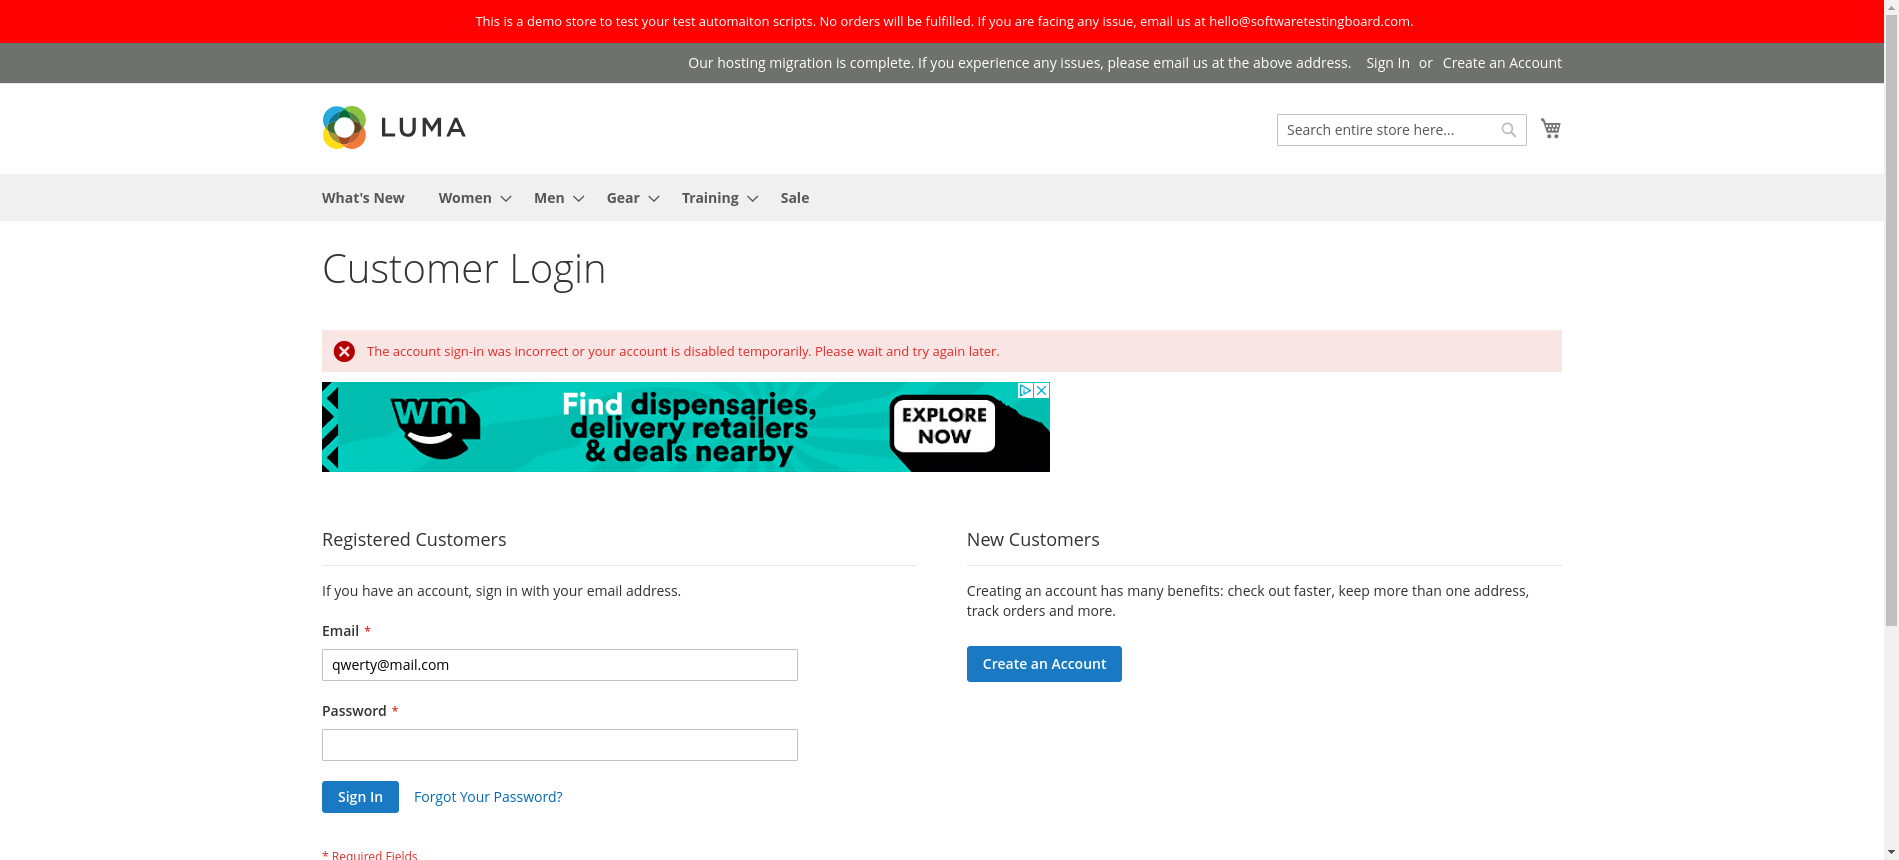 This is a demo store to test your test automaiton scripts. No orders will be fulfilled. If you are facing any issue, email us at hello@softwaretestingboard.com.
Our hosting migration is complete. If you experience any issues, please email us at the above address. Sign In or Create an Account
LUMA
Search entire store here...
What's New Women Men Gear Training Sale
Customer Login
The account sign-in was incorrect or your account is disabled temporarily. Please wait and try again later.
wm
Find dispensaries,
delivery retailers
& deals nearby
EXPLORE
NOW
Registered Customers
If you have an account, sign in with your email address.
Email *
qwerty@mail.com
Password *
Sign In Forgot Your Password?
* Required Fields
New Customers
Creating an account has many benefits: check out faster, keep more than one address,
track orders and more.
Create an Account